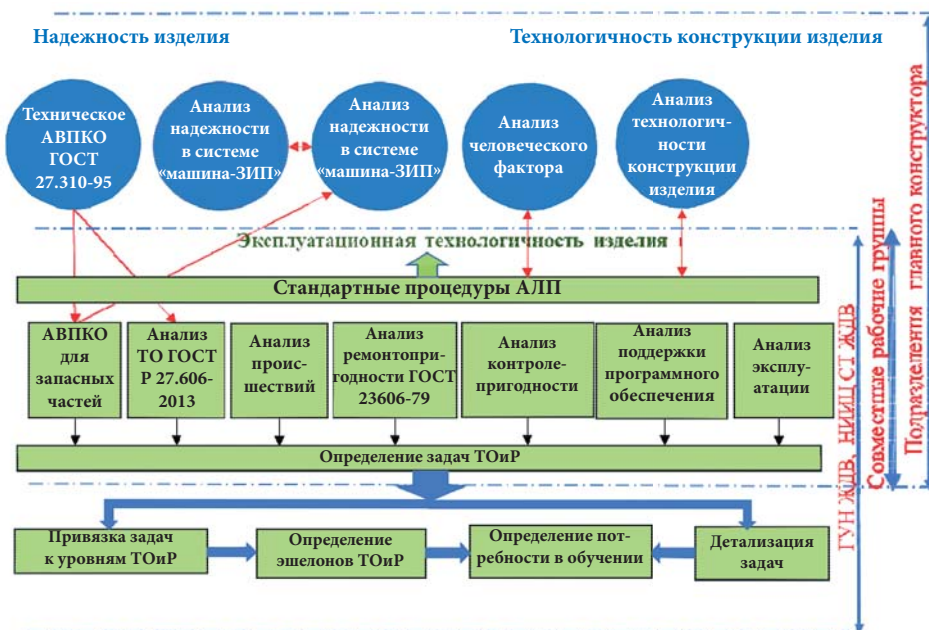 Надежность изделия
Технологичность конструкции изделия
Техническое
АВПКО
ГОСТ
27.310-95
Анализ
надежности
в системе
«машина-ЗИП»
Анализ
надежности
в системе
«машина-ЗИП»
Анализ
человеческого
фактора
Анализ
технологич-
ности
конструкции
изделия
Эксплуатационная технологичность изделия
Стандартные процедуры АЛП
АВПКО
для
запасных
частей
Анализ
ТО ГОСТ
Р 27.606-
2013
Анализ
проис-
шествий
Анализ
ремонтопри-
годности ГОСТ
23606-79
Анализ
контроле-
пригодности
Анализ
поддержки
программного
обеспечения
Анализ
эксплу-
атации
Определение задач ТОиР
Привязка задач
к уровням ТОиР
Определение
эшелонов ТОиР
Определение пот-
ребности в обучении
Детализация
задач
ГУН ЖДВ, НИИЦ СТ ЖДВ
Совместные рабочие группы
Подразделения главного конструктора